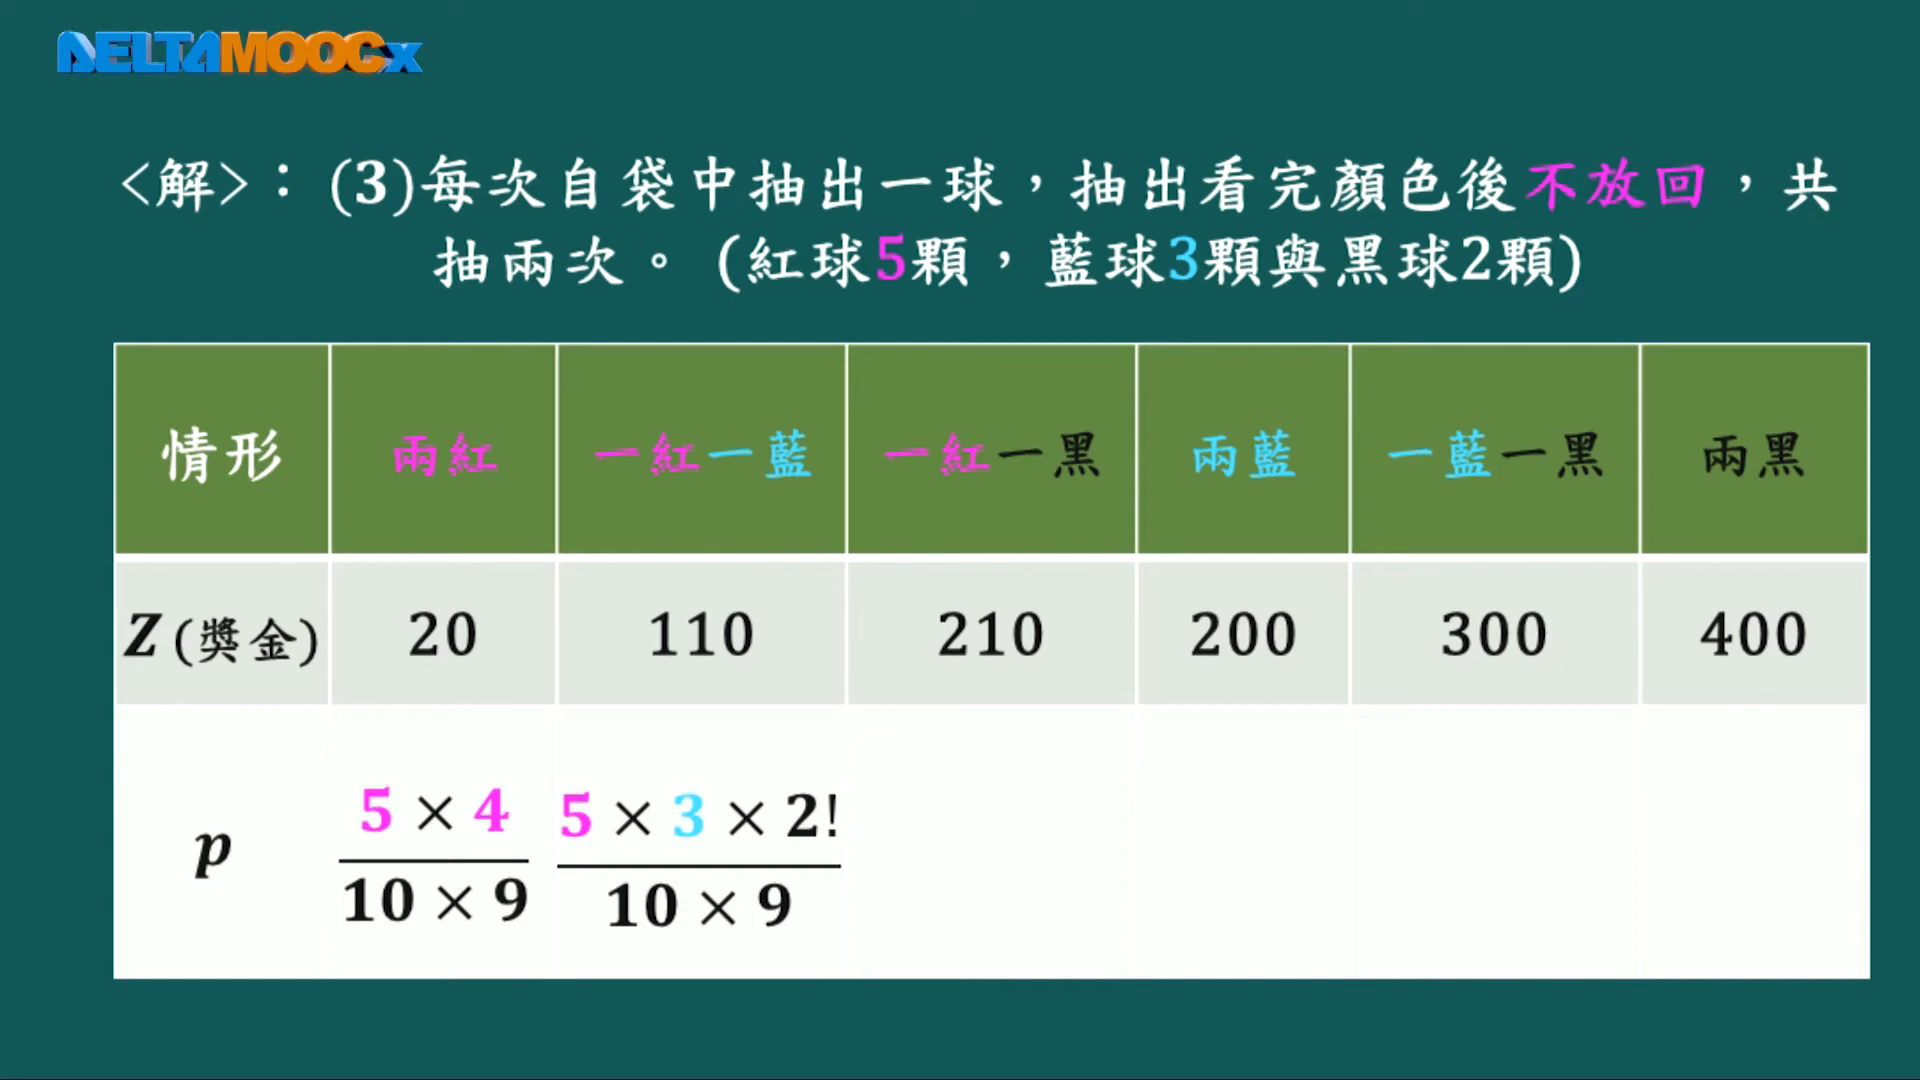 DELTAMOOCx
<解>：(3)每次自袋中抽出一球，抽出看完顏色後不放回，共
抽兩次。(紅球5顆，藍球3顆與黑球2顆)
情形 兩紅 一紅一藍 一紅一黑 兩藍 一藍一黑 兩黑
Z(獎金) 20 110 210 200 300 400
5 × 4 5 × 3 × 2!
p
10 × 9 10 × 9